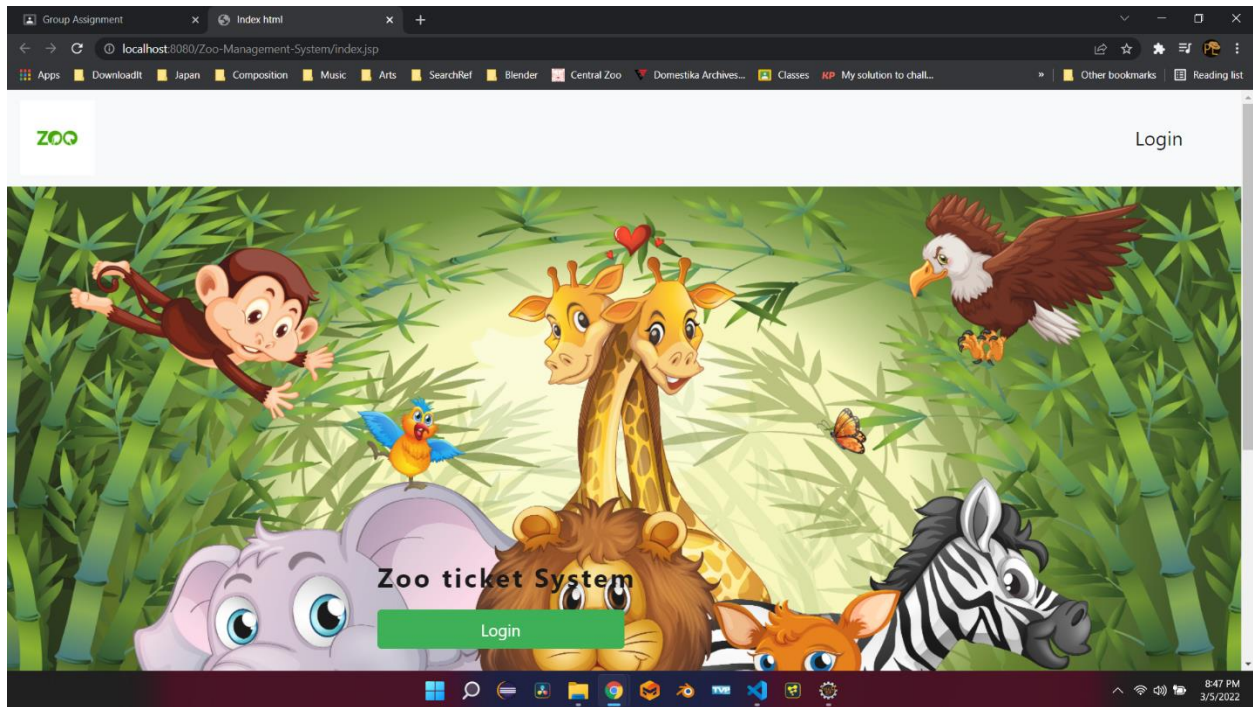 Group Assignment
Index html
localhost:8080/Zoo-Management-System/index.jsp
PE
Apps DownloadIt Japan Composition Music Arts SearchRef Blender Central Zoo Domestika Archives... Classes KP My solution to chall... » Other bookmarks Reading list
ZOO
Login
Zoo ticket System
Login
TVP
8:47 PM
3/5/2022